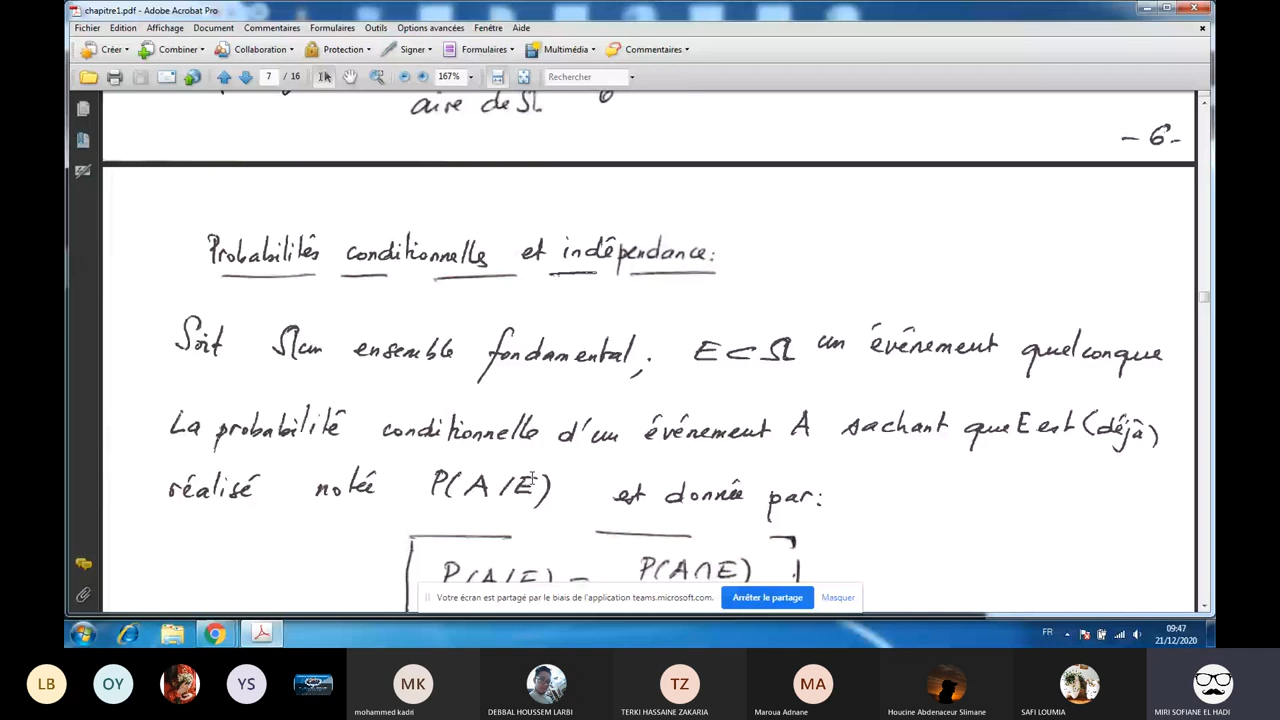 chapitre1.pdf - Adobe Acrobat Pro
Fichier Edition Affichage Document Commentaires Formulaires Outils Options avancées Fenêtre Aide
Créer Combiner Collaboration Protection Signer Formulaires Multimédia Commentaires
7 / 16 167% Rechercher
aire de Ω 6
- 6 -
Probabilités conditionnelles et indépendance:
Soit Ω un ensemble fondamental, E ⊂ Ω un événement quelconque
La probabilité conditionnelle d'un événement A sachant que E est (déjà)
réalisé notée P(A/E) est donnée par:
P(A/E) = P(A∩E)
Votre écran est partagé par le biais de l'application teams.microsoft.com. Arrêter le partage Masquer
FR 09:47
21/12/2020
LB OY YS MK TZ MA
mohammed kadri DEBBAL HOUSSEM LARBI TERKI HASSAINE ZAKARIA Maroua Adnane Houcine Abdenaceur Slimane SAFI LOUMIA MIRI SOFIANE EL HADI